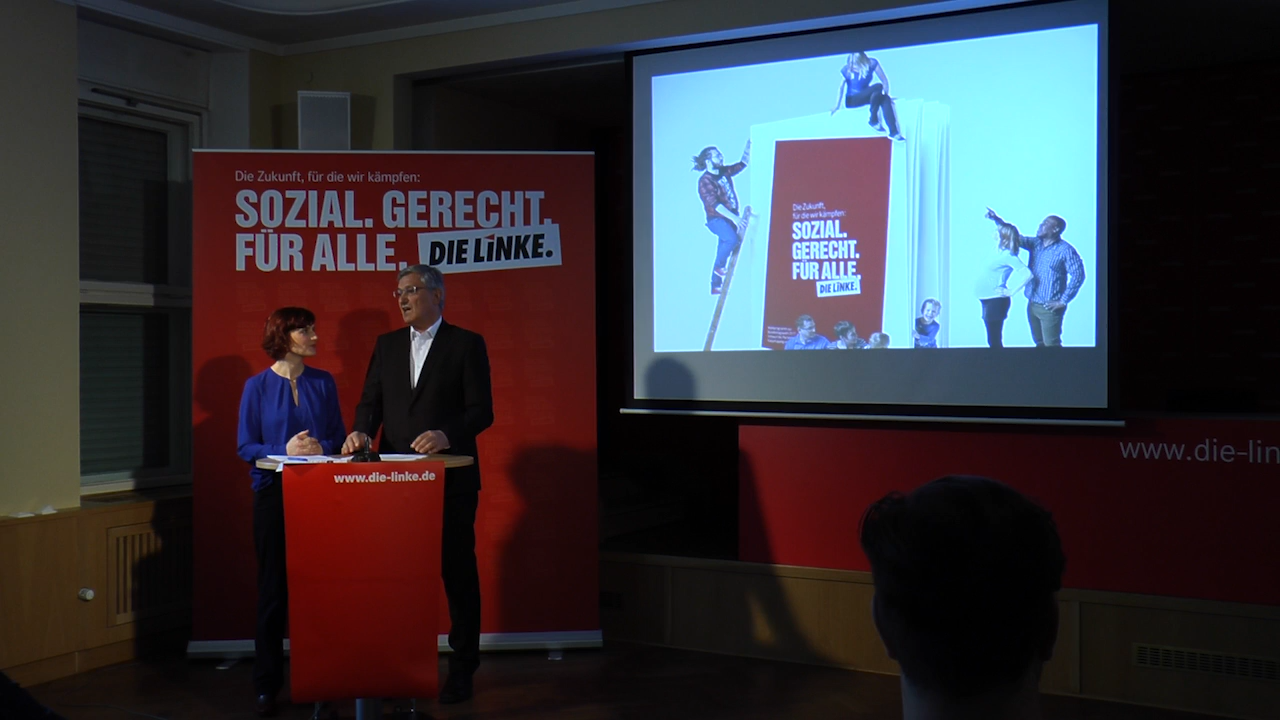 Die Zukunft, für die wir kämpfen:
SOZIAL. GERECHT.
FÜR ALLE. DIE LINKE.
www.die-linke.de
Die Zukunft,
für die wir kämpfen:
SOZIAL.
GERECHT.
FÜR ALLE.
DIE LINKE.
www.die-lin